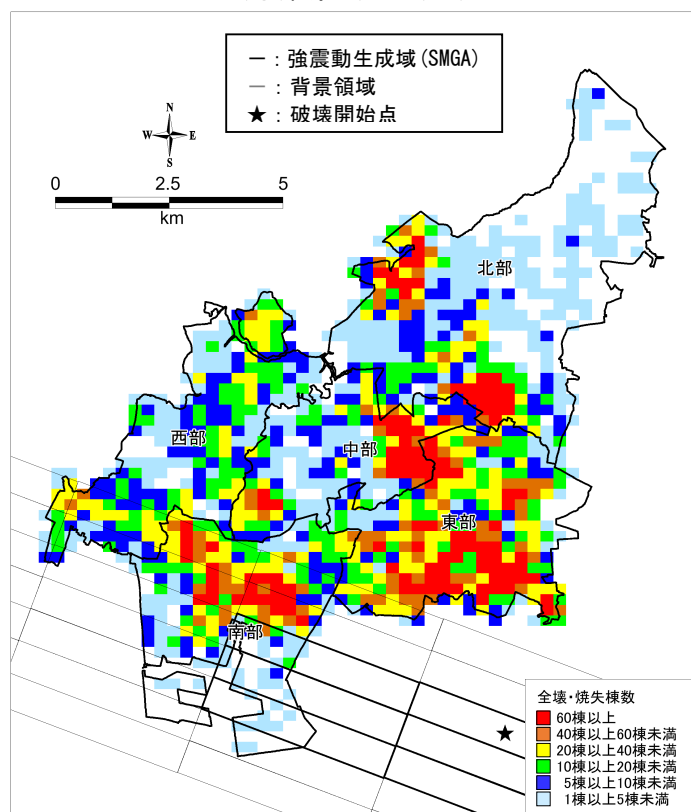 －：強震動生成域(SMGA)
－：背景領域
★：破壊開始点
N
W E
S
0 2.5 5
km
北部
西部
中部
東部
南部
全壊・焼失棟数
60棟以上
40棟以上60棟未満
20棟以上40棟未満
10棟以上20棟未満
5棟以上10棟未満
1棟以上5棟未満